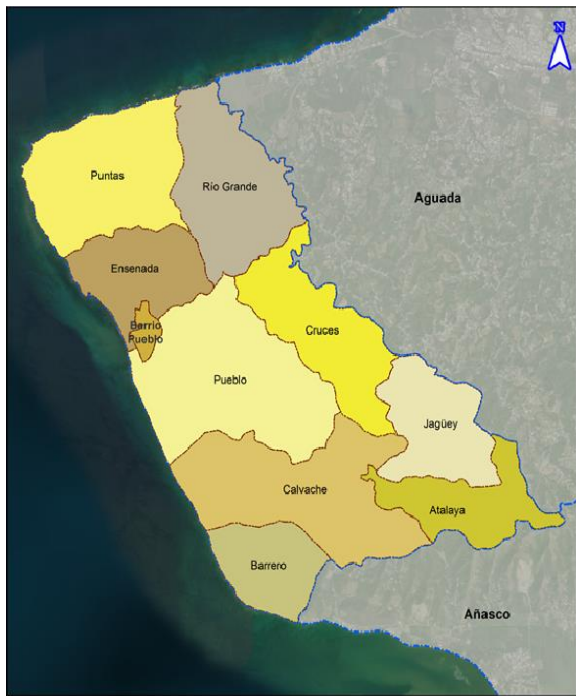 N
Puntas
Río Grande
Aguada
Ensenada
Barrio
Pueblo
Cruces
Pueblo
Jagüey
Calvache
Atalaya
Barrero
Añasco